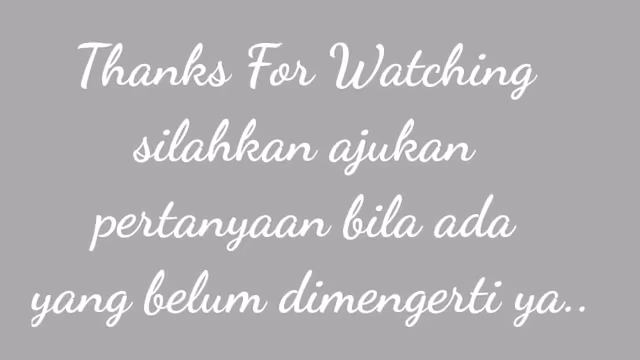 Thanks For Watching
silahkan ajukan
pertanyaan bila ada
yang belum dimengerti ya..